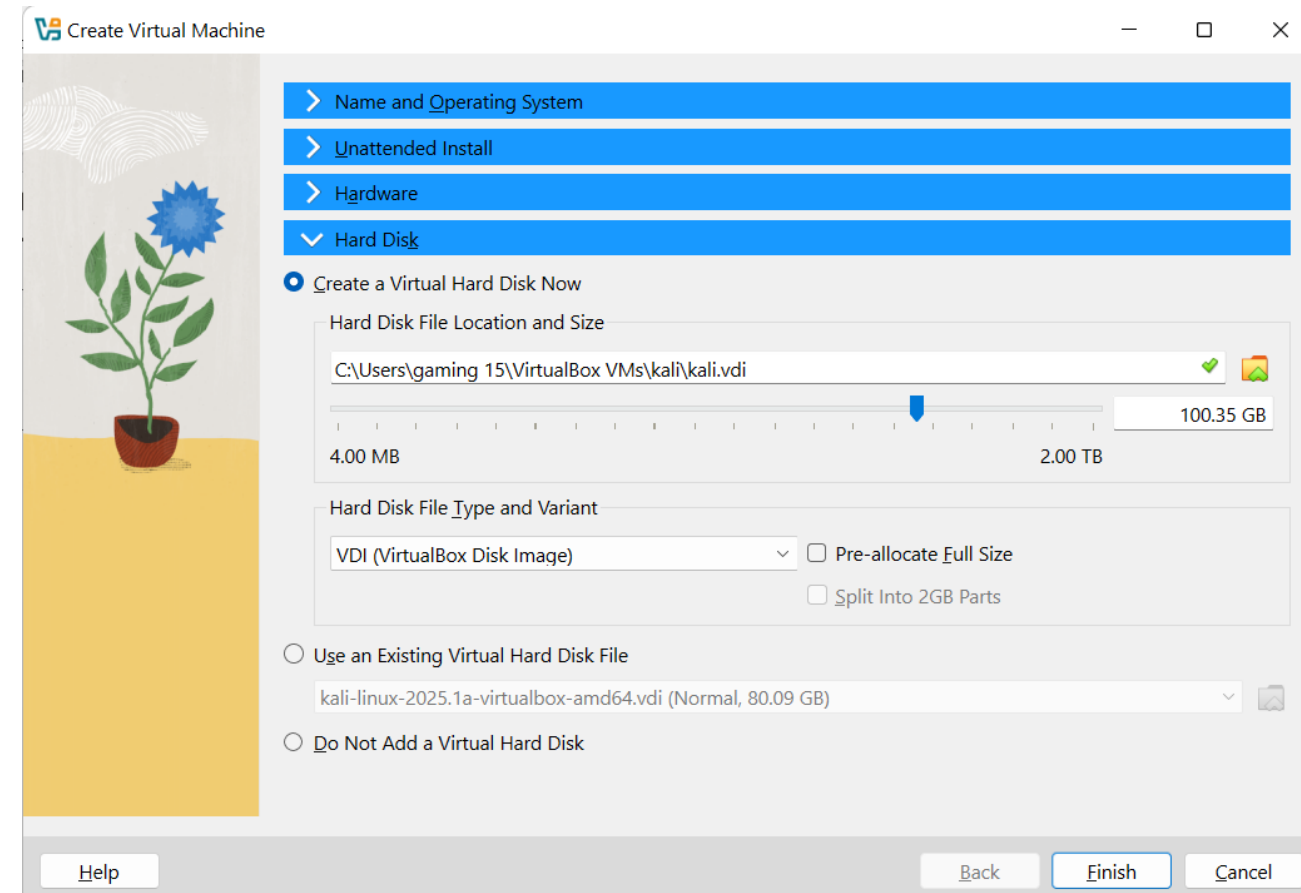 Create Virtual Machine
Name and Operating System
Unattended Install
Hardware
Hard Disk
Create a Virtual Hard Disk Now
Hard Disk File Location and Size
C:\Users\gaming 15\VirtualBox VMs\kali\kali.vdi
100.35 GB
4.00 MB 2.00 TB
Hard Disk File Type and Variant
VDI (VirtualBox Disk Image) Pre-allocate Full Size
Split Into 2GB Parts
Use an Existing Virtual Hard Disk File
kali-linux-2025.1a-virtualbox-amd64.vdi (Normal, 80.09 GB)
Do Not Add a Virtual Hard Disk
Help Back Finish Cancel